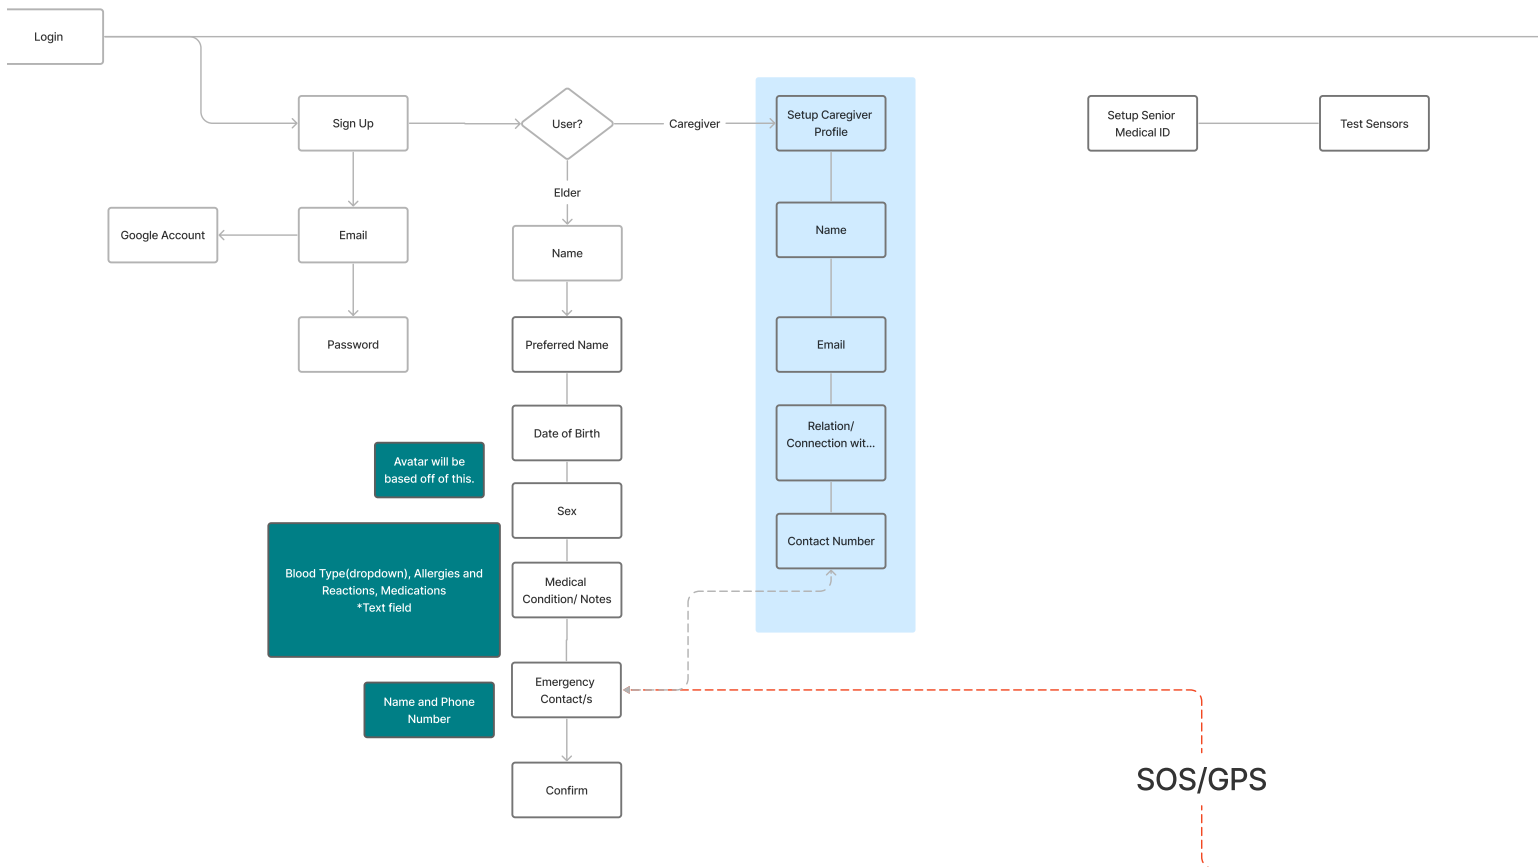 Login
Sign Up
User?
Caregiver
Setup Caregiver
Profile
Setup Senior
Medical ID
Test Sensors
Elder
Google Account
Email
Name
Name
Password
Preferred Name
Email
Date of Birth
Relation/
Connection wit...
Avatar will be
based off of this.
Sex
Contact Number
Blood Type(dropdown), Allergies and
Reactions, Medications
*Text field
Medical
Condition/ Notes
Emergency
Contact/s
Name and Phone
Number
SOS/GPS
Confirm